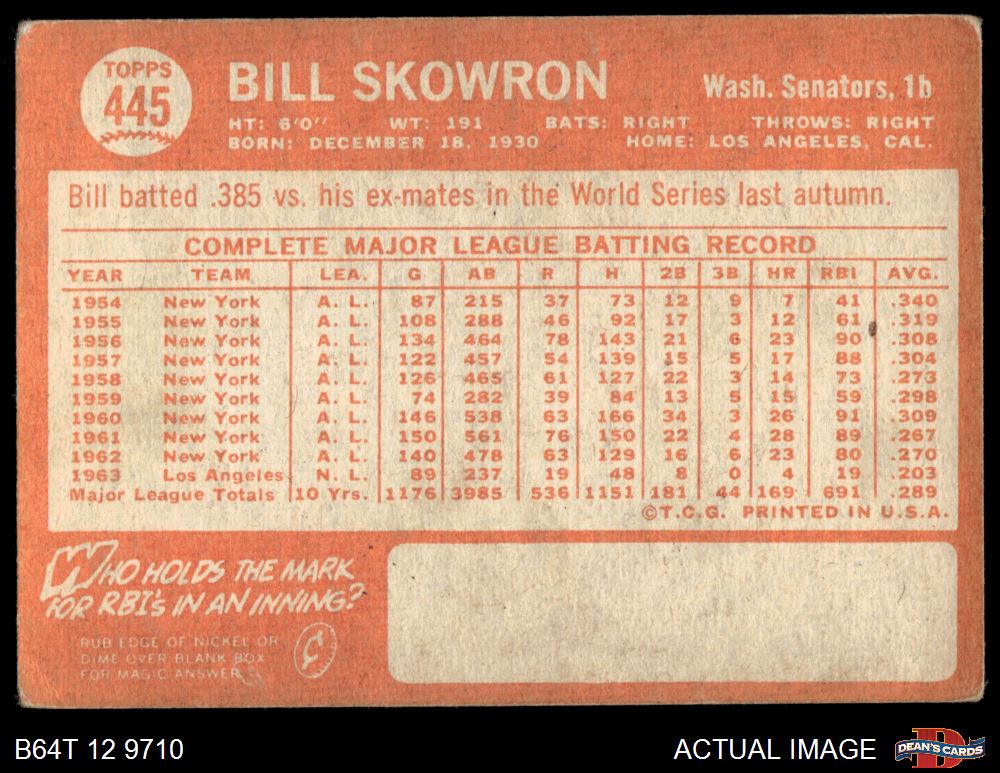 TOPPS
445
BILL SKOWRON
Wash. Senators, 1b
HT: 6'0" WT: 191 BATS: RIGHT THROWS: RIGHT
BORN: DECEMBER 18, 1930 HOME: LOS ANGELES, CAL.
Bill batted .385 vs. his ex-mates in the World Series last autumn.
COMPLETE MAJOR LEAGUE BATTING RECORD
YEAR TEAM LEA. G AB R H 2B 3B HR RBI AVG.
1954 New York A. L. 87 215 37 73 12 9 7 41 .340
1955 New York A. L. 108 288 46 92 17 3 12 61 .319
1956 New York A. L. 134 464 78 143 21 6 23 90 .308
1957 New York A. L. 122 457 54 139 15 5 17 88 .304
1958 New York A. L. 126 465 61 127 22 3 14 73 .273
1959 New York A. L. 74 282 39 84 13 5 15 59 .298
1960 New York A. L. 146 538 63 166 34 3 26 91 .309
1961 New York A. L. 150 561 76 150 22 4 28 89 .267
1962 New York A. L. 140 478 63 129 16 6 23 80 .270
1963 Los Angeles N. L. 89 237 19 48 8 0 4 19 .203
Major League Totals 10 Yrs. 1176 3985 536 1151 181 44 169 691 .289
©T.C.G. PRINTED IN U.S.A.
WHO HOLDS THE MARK
FOR RBI's IN AN INNING?
RUB EDGE OF NICKEL OR
DIME OVER BLANK BOX
FOR MAGIC ANSWER
B64T 12 9710
ACTUAL IMAGE
DEAN'S CARDS